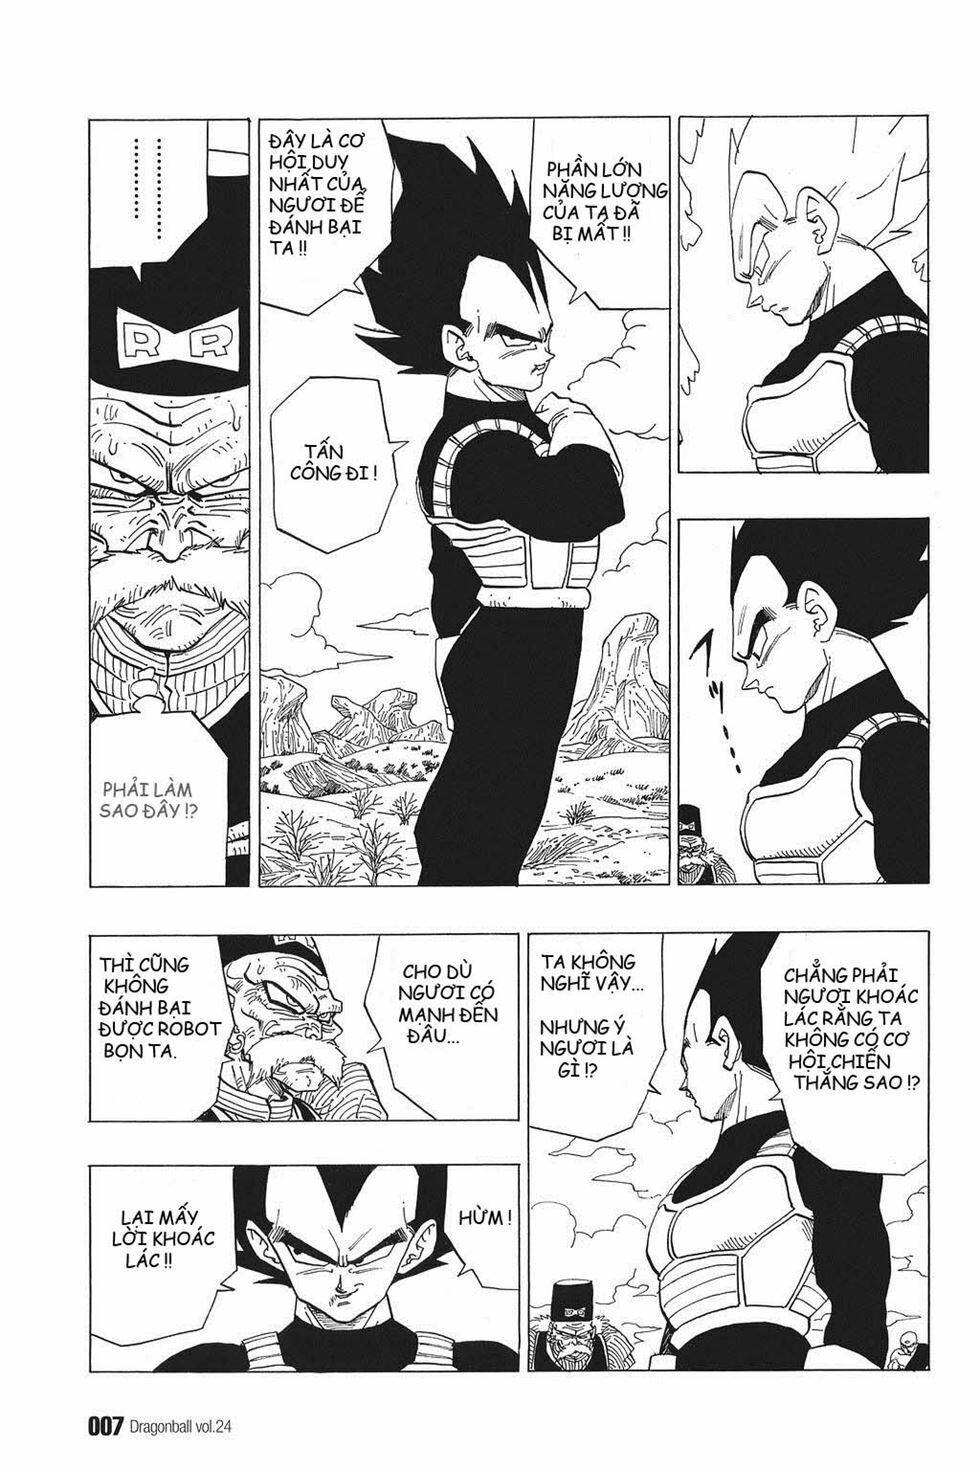 PHẦN LỚN
NĂNG LƯỢNG
CỦA TA ĐÃ
BỊ MẤT !!
ĐÂY LÀ CƠ
HỘI DUY
NHẤT CỦA
NGƯƠI ĐỂ
ĐÁNH BẠI
TA !!
TẤN
CÔNG ĐI !
............
............
R R
PHẢI LÀM
SAO ĐÂY !?
CHẲNG PHẢI
NGƯƠI KHOÁC
LÁC RẰNG TA
KHÔNG CÓ CƠ
HỘI CHIẾN
THẮNG SAO !?
TA KHÔNG
NGHĨ VẬY...
NHƯNG Ý
NGƯƠI LÀ
GÌ !?
CHO DÙ
NGƯƠI CÓ
MẠNH ĐẾN
ĐÂU...
THÌ CŨNG
KHÔNG
ĐÁNH BẠI
ĐƯỢC ROBOT
BỌN TA.
HỪM !
LẠI MẤY
LỜI KHOÁC
LÁC !!
007 Dragonball vol.24